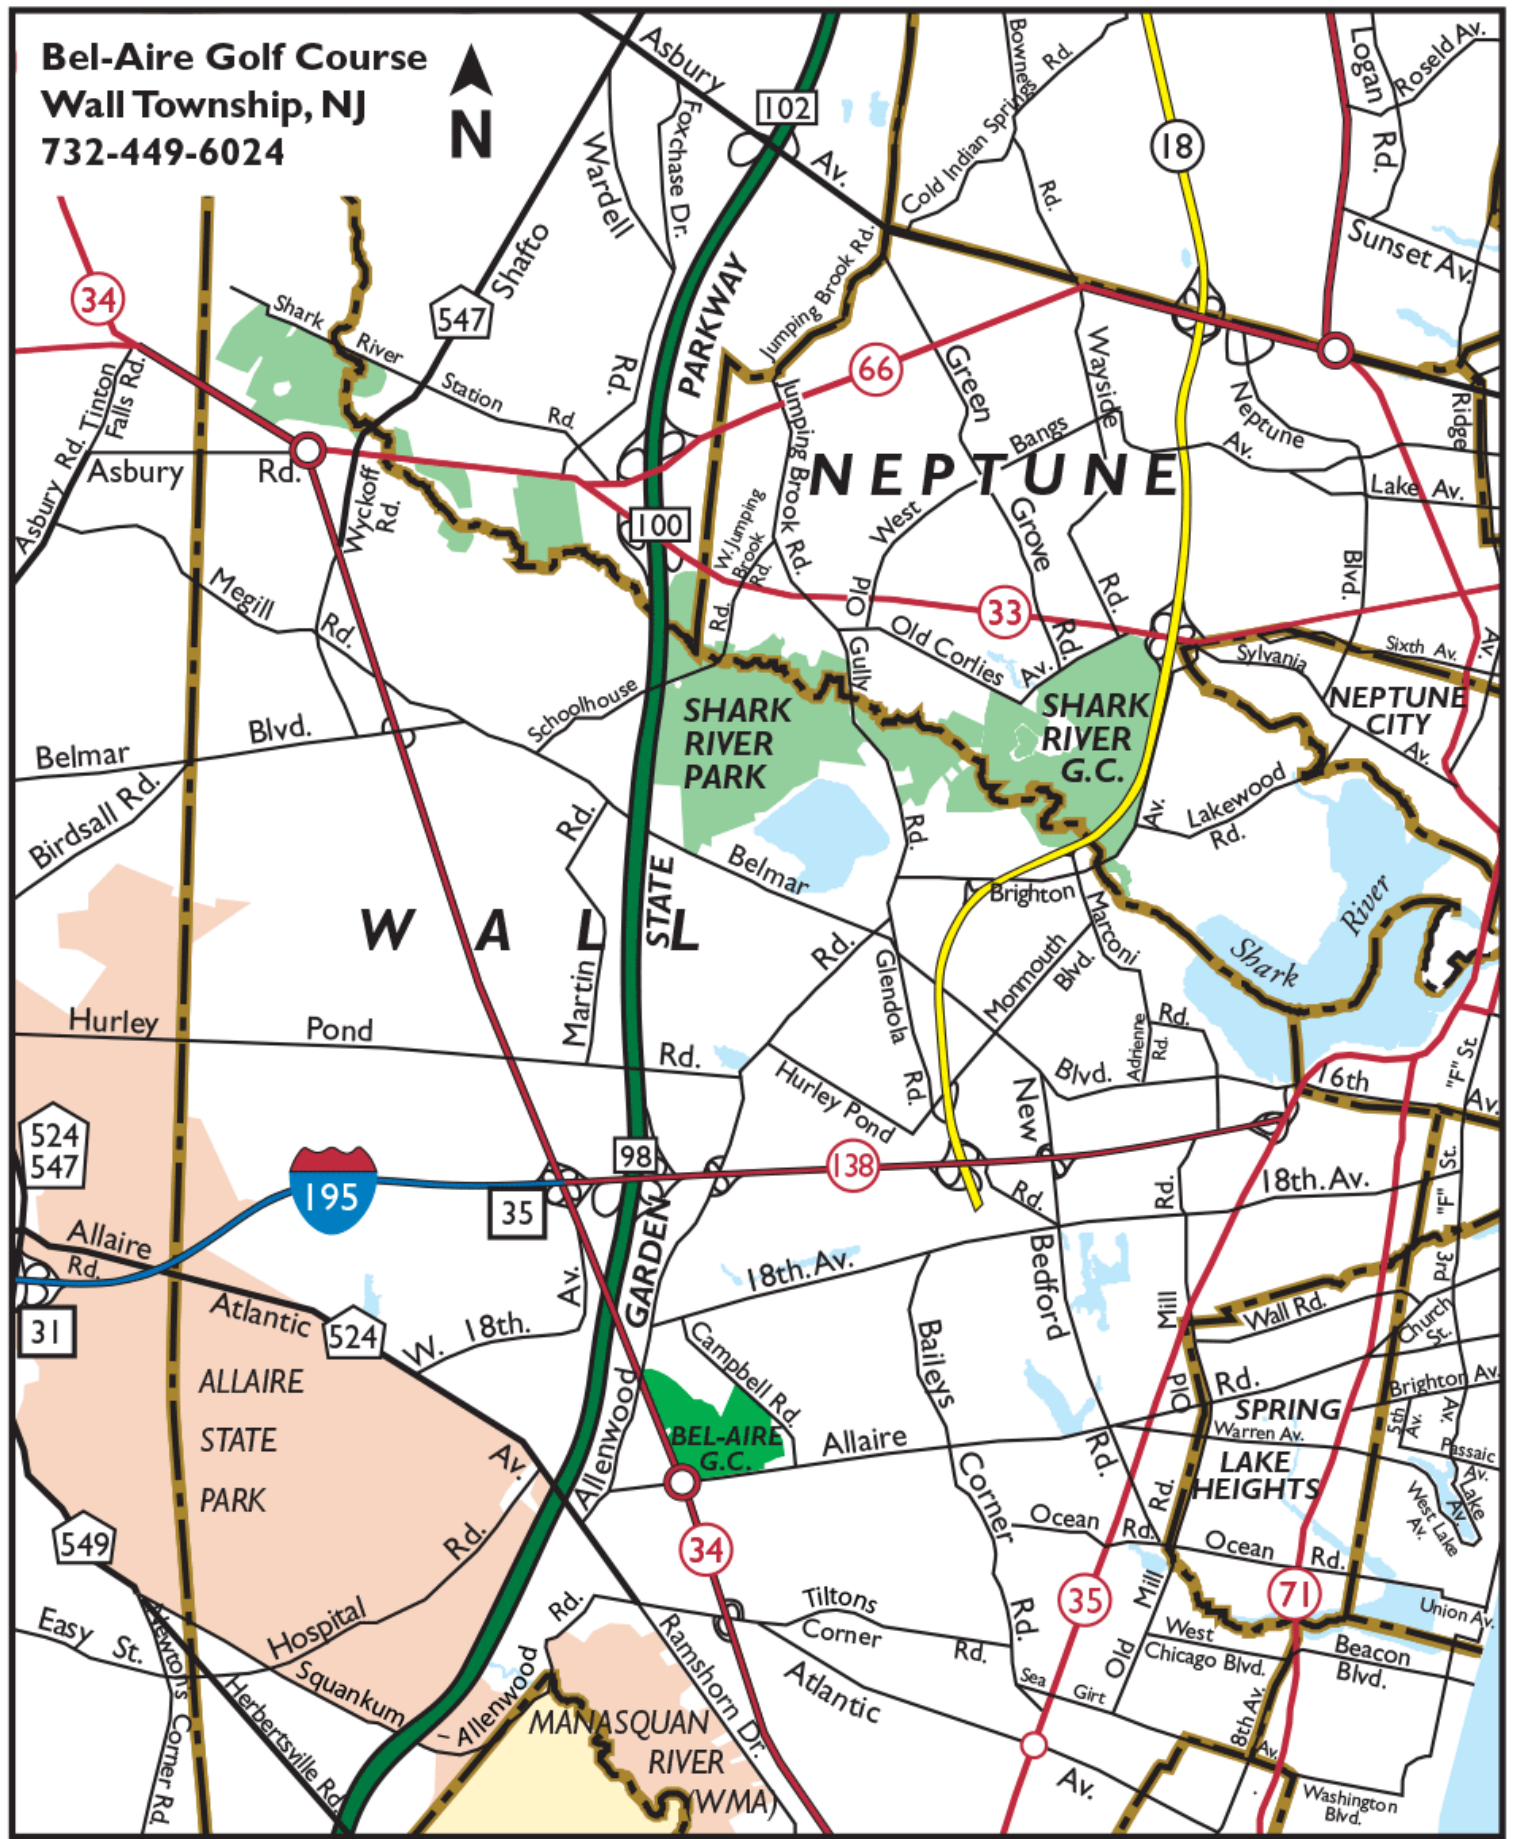 Bel-Aire Golf Course
Wall Township, NJ
732-449-6024
N
Asbury
Av.
102
Foxchase Dr.
Wardell
Rd.
Bownes
Rd.
Cold Indian Springs
Rd.
18
Logan
Rd.
Roseld Av.
Sunset Av.
34
Shafto
547
PARKWAY
Jumping Brook Rd.
Shark
River
Station
Rd.
66
Green
Grove
Rd.
Wayside
Rd.
Bangs
Av.
Neptune
Blvd.
Ridge
Av.
Lake Av.
Tinton
Falls Rd.
Asbury Rd.
Asbury
Rd.
Wyckoff
Rd.
Jumping Brook Rd.
NEPTUNE
W. Jumping
Brook
Rd.
100
West
Old
33
Megill
Rd.
Rd.
Gully
Rd.
Old Corlies
Av.
Sixth Av.
Sylvania
Av.
NEPTUNE
CITY
Schoolhouse
SHARK
RIVER
PARK
SHARK
RIVER
G.C.
Belmar
Blvd.
Birdsall Rd.
Lakewood
Rd.
Av.
Rd.
Martin
STATE
Belmar
Blvd.
Brighton
Marconi
Rd.
Monmouth
Blvd.
River
Shark
WALL
Rd.
Glendola
Rd.
Adrienne
Rd.
Hurley
Pond
Rd.
Hurley Pond
Rd.
New
Bedford
Rd.
16th
Av.
"F" St
524
547
195
35
98
138
18th. Av.
Rd.
"F" St.
3rd
Av.
Allaire
Rd.
31
Atlantic
Av.
524
W. 18th.
Av.
GARDEN
18th. Av.
Campbell Rd.
Baileys
Corner
Rd.
Mill
Old
Rd.
Wall Rd.
Church
St.
ALLAIRE
STATE
PARK
Allenwood
BEL-AIRE
G.C.
Allaire
Rd.
SPRING
LAKE
HEIGHTS
Warren Av.
Brighton Av.
5th
Av.
Passaic
Av.
Lake
Av.
West Lake
Av.
549
34
Ocean
Rd.
Ocean
Rd.
35
71
Mill
Old
Union Av.
Easy
St.
Newtons Corner Rd.
Hospital
Rd.
Squankum
- Allenwood
Rd.
Herbertsville Rd.
Ramshorn Dr.
Tiltons
Corner
Rd.
Atlantic
Av.
Sea
Girt
Av.
West
Chicago Blvd.
Beacon
Blvd.
8th Av.
Washington
Blvd.
MANASQUAN
RIVER
(WMA)